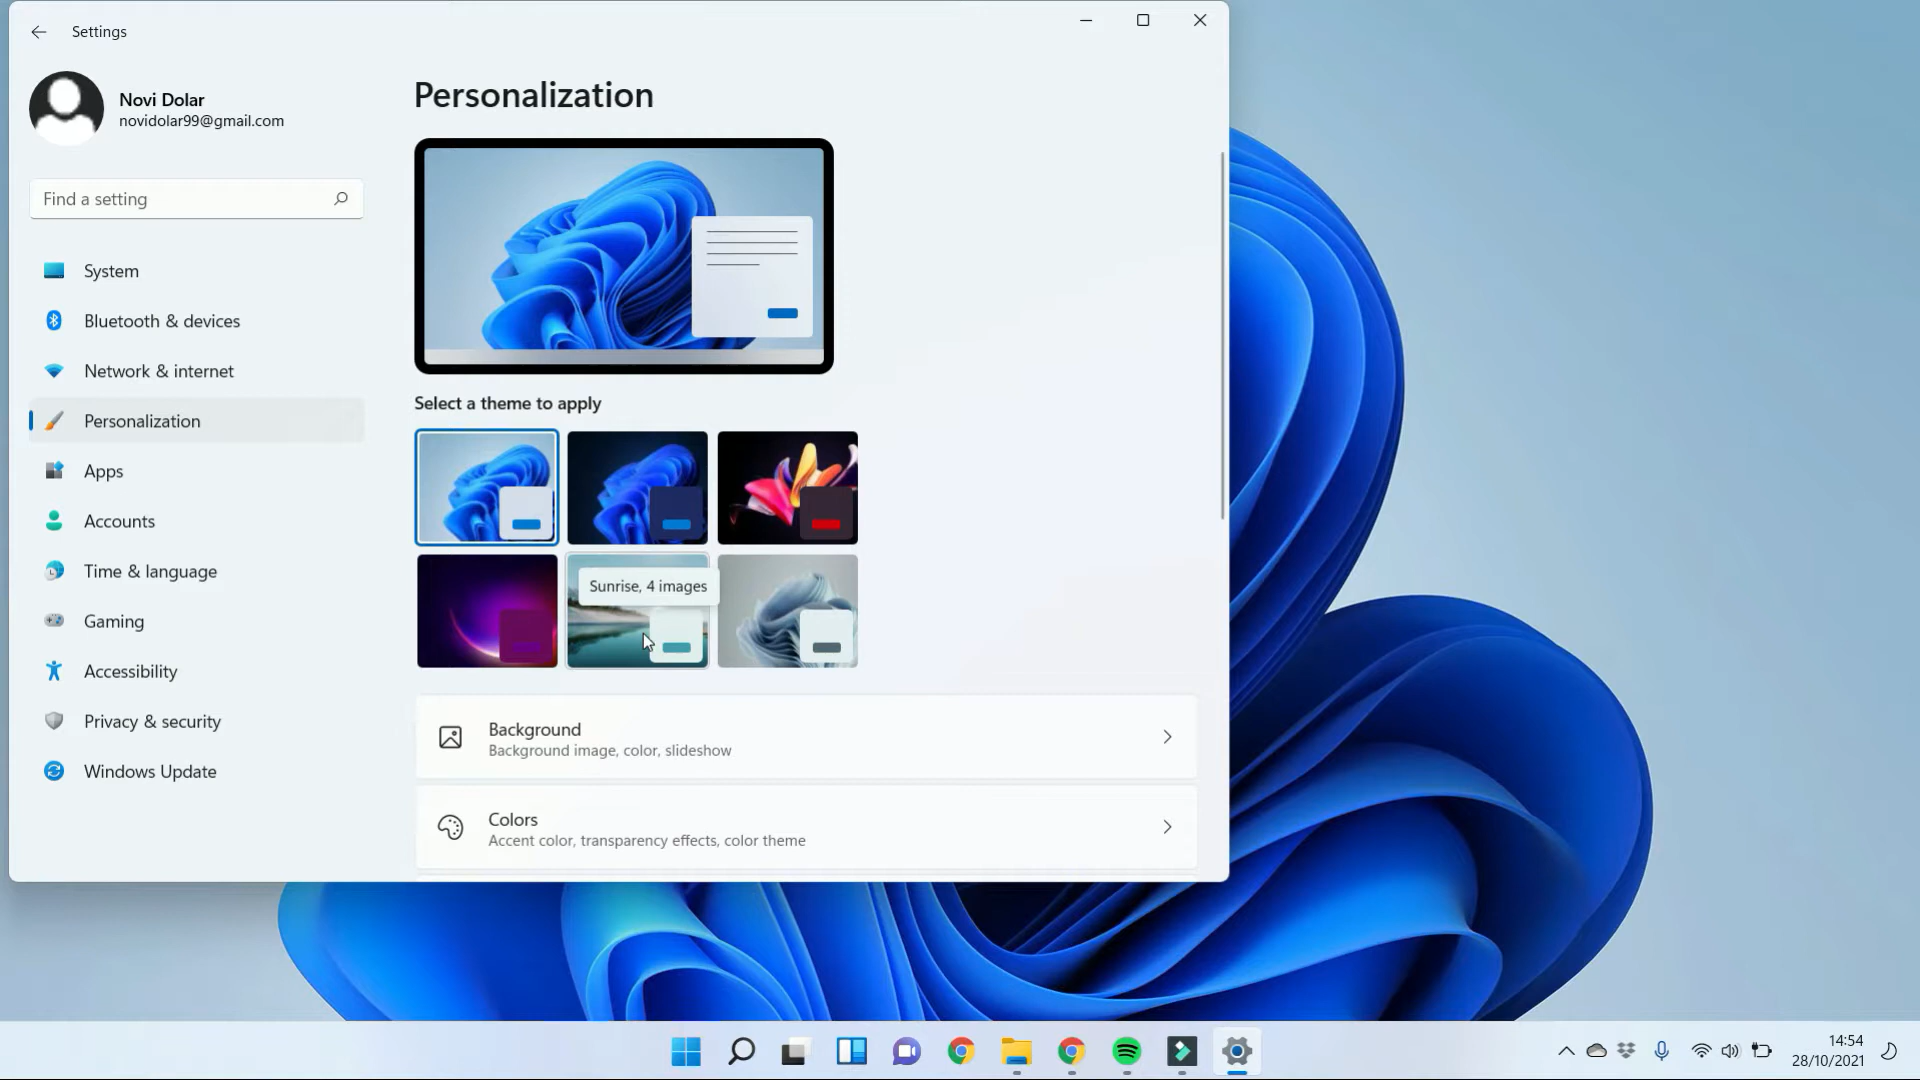 Settings
Novi Dolar
novidolar99@gmail.com
Find a setting
System
Bluetooth & devices
Network & internet
Personalization
Apps
Accounts
Time & language
Gaming
Accessibility
Privacy & security
Windows Update
Personalization
Select a theme to apply
Sunrise, 4 images
Background
Background image, color, slideshow
Colors
Accent color, transparency effects, color theme
14:54
28/10/2021